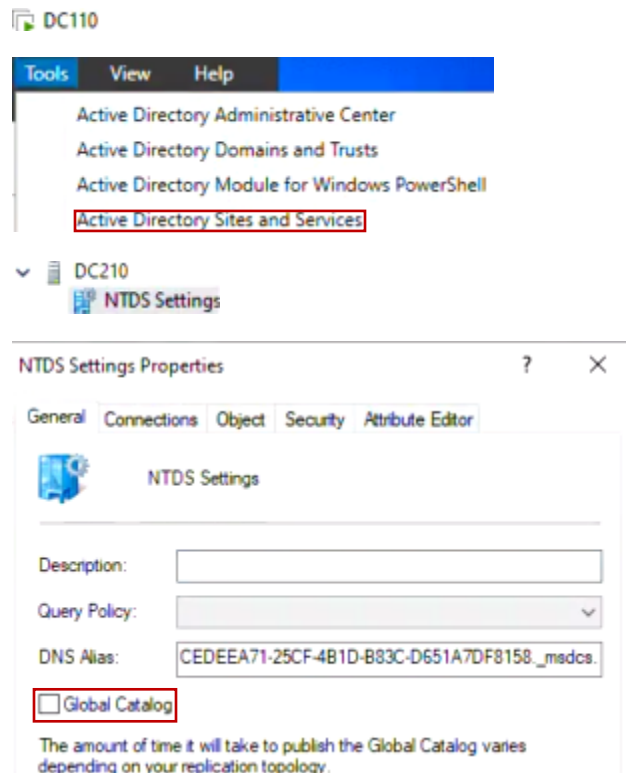 DC110
Tools View Help
Active Directory Administrative Center
Active Directory Domains and Trusts
Active Directory Module for Windows PowerShell
Active Directory Sites and Services
DC210
NTDS Settings
NTDS Settings Properties ? ×
General Connections Object Security Attribute Editor
NTDS Settings
Description:
Query Policy:
DNS Alias: CEDEEA71-25CF-4B1D-B83C-D651A7DF8158._msdcs.
Global Catalog
The amount of time it will take to publish the Global Catalog varies
depending on your replication topology.